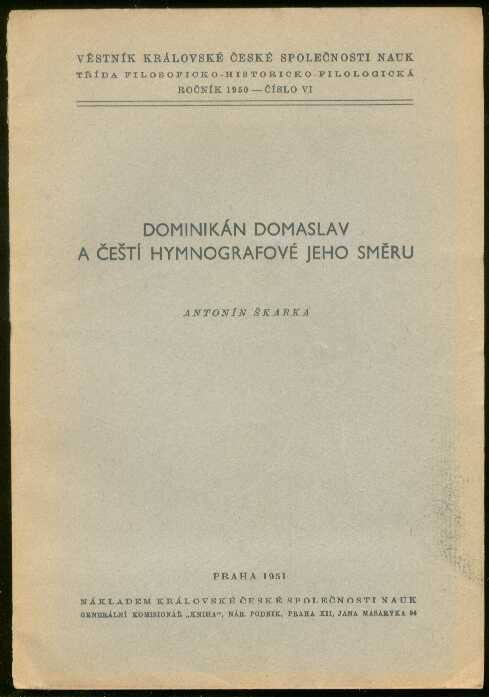 VĚSTNÍK KRÁLOVSKÉ ČESKÉ SPOLEČNOSTI NAUK
TŘÍDA FILOSOFICKO-HISTORICKO-FILOLOGICKÁ
ROČNÍK 1950 — ČÍSLO VI
DOMINIKÁN DOMASLAV
A ČEŠTÍ HYMNOGRAFOVÉ JEHO SMĚRU
ANTONÍN ŠKARKA
PRAHA 1951
NÁKLADEM KRÁLOVSKÉ ČESKÉ SPOLEČNOSTI NAUK
GENERÁLNÍ KOMISIONÁŘ „KNIHA“, NÁR. PODNIK, PRAHA XII, JANA MASARYKA 56